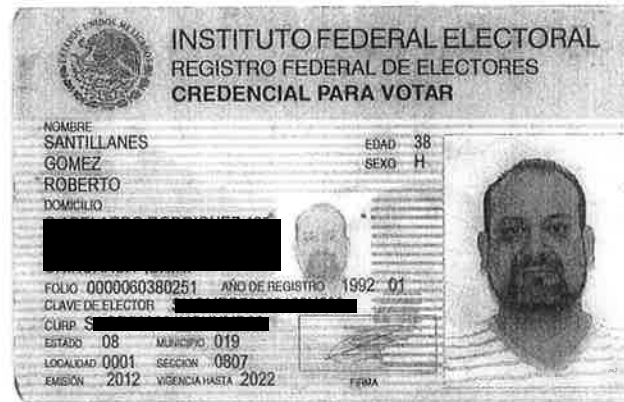 INSTITUTO FEDERAL ELECTORAL
REGISTRO FEDERAL DE ELECTORES
CREDENCIAL PARA VOTAR
NOMBRE
SANTILLANES
GOMEZ
ROBERTO
EDAD 38
SEXO H
DOMICILIO
FOLIO 0000060380251 AÑO DE REGISTRO 1992 01
CLAVE DE ELECTOR
CURP S
ESTADO 08 MUNICIPIO 019
LOCALIDAD 0001 SECCION 0807
EMISIÓN 2012 VIGENCIA HASTA 2022
FIRMA